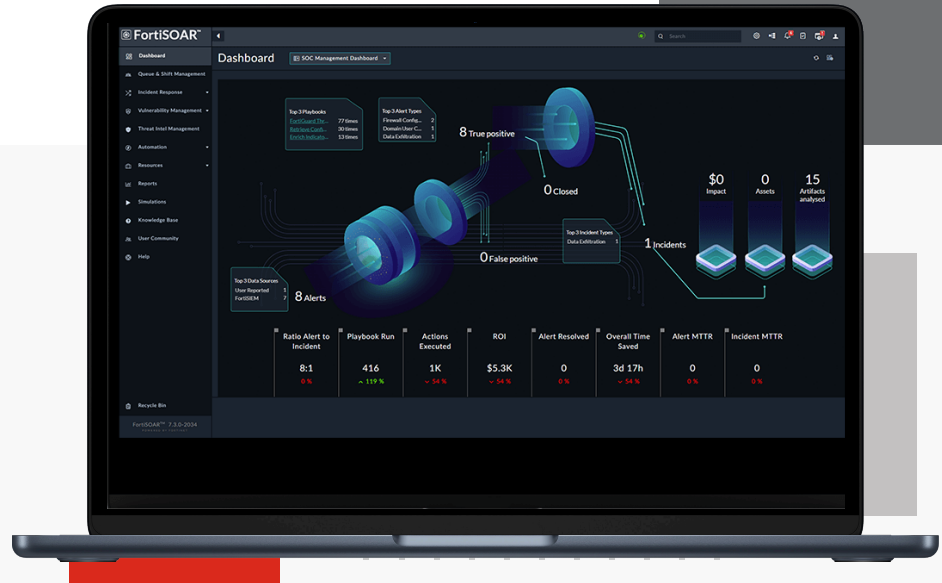 FortiSOAR™
Search
Dashboard
SOC Management Dashboard
Dashboard
Queue & Shift Management
Incident Response
Vulnerability Management
Threat Intel Management
Automation
Resources
Reports
Simulations
Knowledge Base
User Community
Help
Recycle Bin
FortiSOAR™ 7.3.0-2034
Top 3 Playbooks
FortiGuard Thr... 77 times
Retrieve Confi... 30 times
Enrich Indicato... 13 times
Top 3 Alert Types
Firewall Config... 2
Domain User C... 1
Data Exfiltration 1
8 True positive
0 Closed
Top 3 Incident Types
Data Exfiltration 1
1 Incidents
0 False positive
Top 3 Data Sources
User Reported 1
FortiSIEM 7
8 Alerts
$0
Impact
0
Assets
15
Artifacts
analysed
Ratio Alert to
Incident
8:1
0 %
Playbook Run
416
119 %
Actions
Executed
1K
54 %
ROI
$5.3K
54 %
Alert Resolved
0
0 %
Overall Time
Saved
3d 17h
54 %
Alert MTTR
0
0 %
Incident MTTR
0
0 %